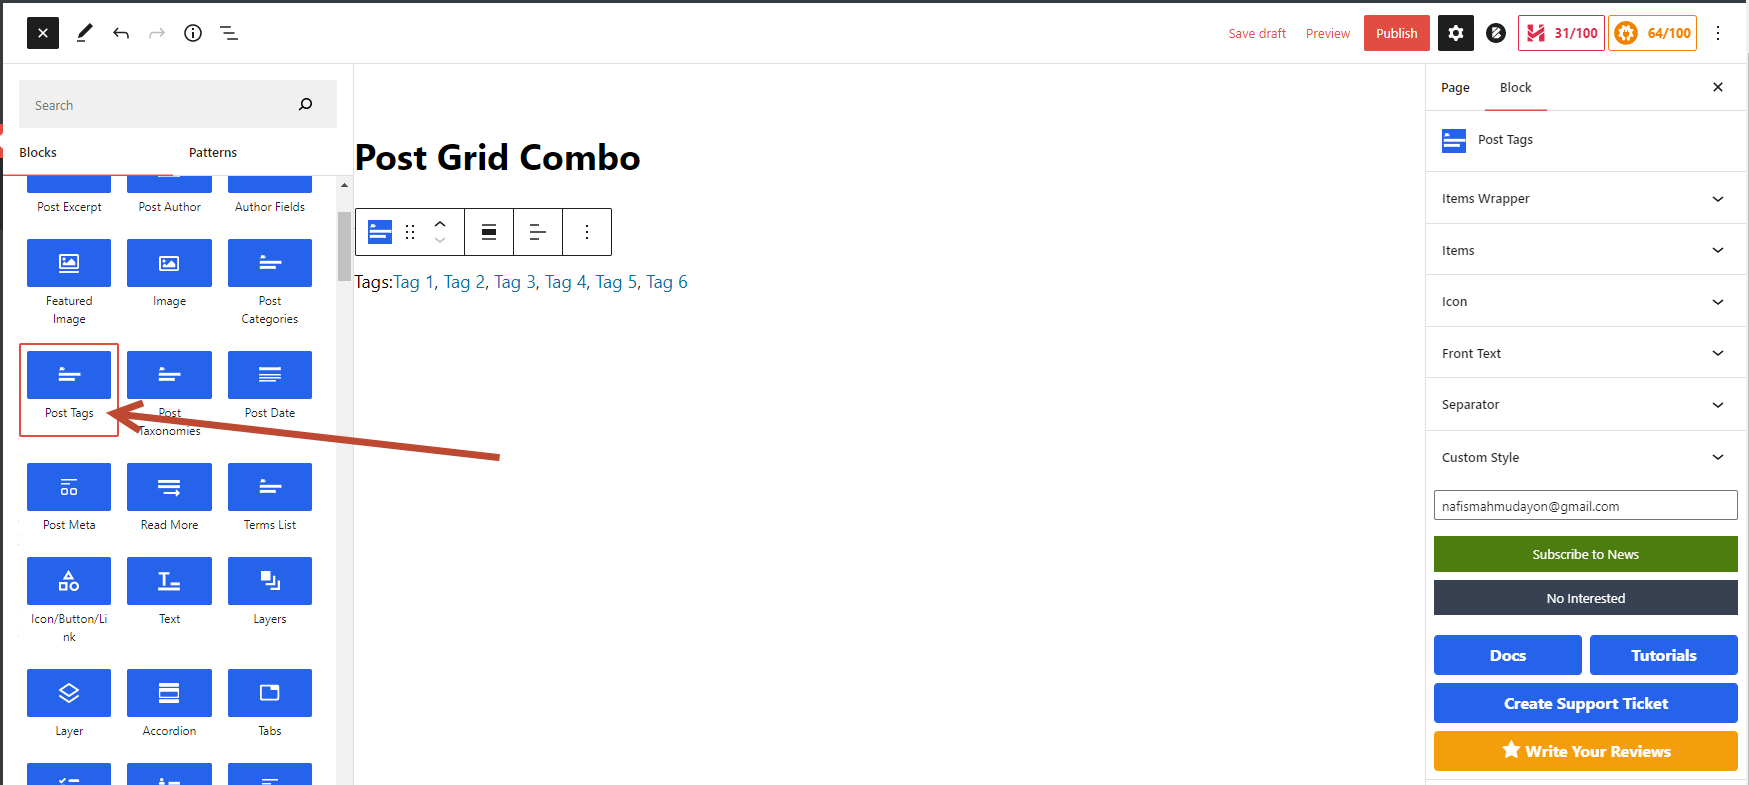 Save draft
Preview
Publish
31/100
64/100
Search
Blocks
Patterns
Post Excerpt
Post Author
Author Fields
Featured
Image
Image
Post
Categories
Post Tags
Post
Taxonomies
Post Date
Post Meta
Read More
Terms List
Icon/Button/Li
nk
Text
Layers
Layer
Accordion
Tabs
Post Grid Combo
Tags:Tag 1, Tag 2, Tag 3, Tag 4, Tag 5, Tag 6
Page
Block
Post Tags
Items Wrapper
Items
Icon
Front Text
Separator
Custom Style
nafismahmudayon@gmail.com
Subscribe to News
No Interested
Docs
Tutorials
Create Support Ticket
Write Your Reviews